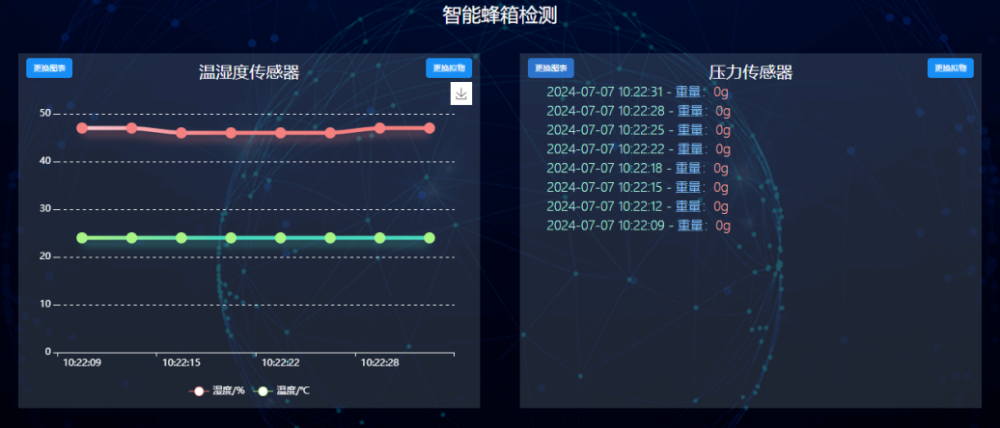 智能蜂箱检测
更换图表
温湿度传感器
更换拟物
50
40
30
20
10
0
10:22:09
10:22:15
10:22:22
10:22:28
湿度/%
温度/℃
更换图表
压力传感器
更换拟物
2024-07-07 10:22:31 - 重量：0g
2024-07-07 10:22:28 - 重量：0g
2024-07-07 10:22:25 - 重量：0g
2024-07-07 10:22:22 - 重量：0g
2024-07-07 10:22:18 - 重量：0g
2024-07-07 10:22:15 - 重量：0g
2024-07-07 10:22:12 - 重量：0g
2024-07-07 10:22:09 - 重量：0g